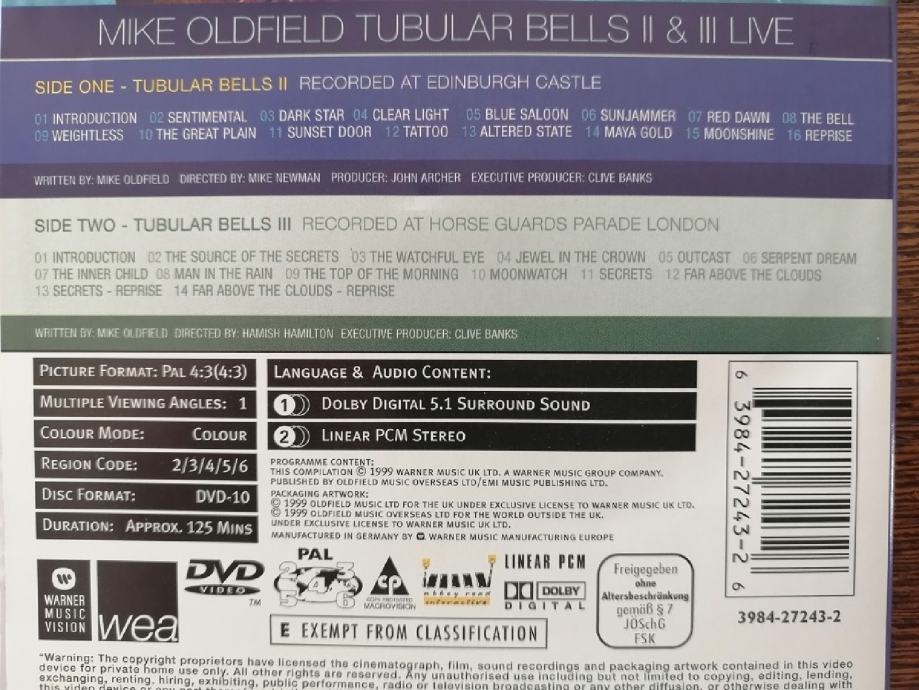 MIKE OLDFIELD TUBULAR BELLS II & III LIVE
SIDE ONE - TUBULAR BELLS II RECORDED AT EDINBURGH CASTLE
01 INTRODUCTION 02 SENTIMENTAL 03 DARK STAR 04 CLEAR LIGHT 05 BLUE SALOON 06 SUNJAMMER 07 RED DAWN 08 THE BELL
09 WEIGHTLESS 10 THE GREAT PLAIN 11 SUNSET DOOR 12 TATTOO 13 ALTERED STATE 14 MAYA GOLD 15 MOONSHINE 16 REPRISE
WRITTEN BY: MIKE OLDFIELD DIRECTED BY: MIKE NEWMAN PRODUCER: JOHN ARCHER EXECUTIVE PRODUCER: CLIVE BANKS
SIDE TWO - TUBULAR BELLS III RECORDED AT HORSE GUARDS PARADE LONDON
01 INTRODUCTION 02 THE SOURCE OF THE SECRETS 03 THE WATCHFUL EYE 04 JEWEL IN THE CROWN 05 OUTCAST 06 SERPENT DREAM
07 THE INNER CHILD 08 MAN IN THE RAIN 09 THE TOP OF THE MORNING 10 MOONWATCH 11 SECRETS 12 FAR ABOVE THE CLOUDS
13 SECRETS - REPRISE 14 FAR ABOVE THE CLOUDS - REPRISE
WRITTEN BY: MIKE OLDFIELD DIRECTED BY: HAMISH HAMILTON EXECUTIVE PRODUCER: CLIVE BANKS
PICTURE FORMAT: PAL 4:3(4:3)
MULTIPLE VIEWING ANGLES: 1
COLOUR MODE: COLOUR
REGION CODE: 2/3/4/5/6
DISC FORMAT: DVD-10
DURATION: APPROX. 125 MINS
LANGUAGE & AUDIO CONTENT:
1 DOLBY DIGITAL 5.1 SURROUND SOUND
2 LINEAR PCM STEREO
PROGRAMME CONTENT:
THIS COMPILATION © 1999 WARNER MUSIC UK LTD. A WARNER MUSIC GROUP COMPANY.
PUBLISHED BY OLDFIELD MUSIC OVERSEAS LTD/EMI MUSIC PUBLISHING LTD.
PACKAGING ARTWORK:
© 1999 OLDFIELD MUSIC LTD FOR THE UK UNDER EXCLUSIVE LICENSE TO WARNER MUSIC UK LTD.
© 1999 OLDFIELD MUSIC OVERSEAS LTD FOR THE WORLD OUTSIDE THE UK.
UNDER EXCLUSIVE LICENSE TO WARNER MUSIC UK LTD.
MANUFACTURED IN GERMANY BY WARNER MUSIC MANUFACTURING EUROPE
6 3984-27243-2 6
3984-27243-2
WARNER
MUSIC
VISION
wea
DVD
VIDEO
TM
PAL
2 3
5 4 6
5 6
CP
COPY PROTECTED
MACROVISION
abbey road
interactive
LINEAR PCM
DOLBY
DIGITAL
Freigegeben
ohne
Altersbeschränkung
gemäß § 7
JÖSchG
FSK
E EXEMPT FROM CLASSIFICATION
"Warning: The copyright proprietors have licensed the cinematograph, film, sound recordings and packaging artwork contained in this video
device for private home use only. All other rights are reserved. Any unauthorised use including but not limited to copying, editing, lending,
exchanging, renting, hiring, exhibiting, public performance, radio or television broadcasting or any other diffusion, or otherwise dealing with
this video device or any part